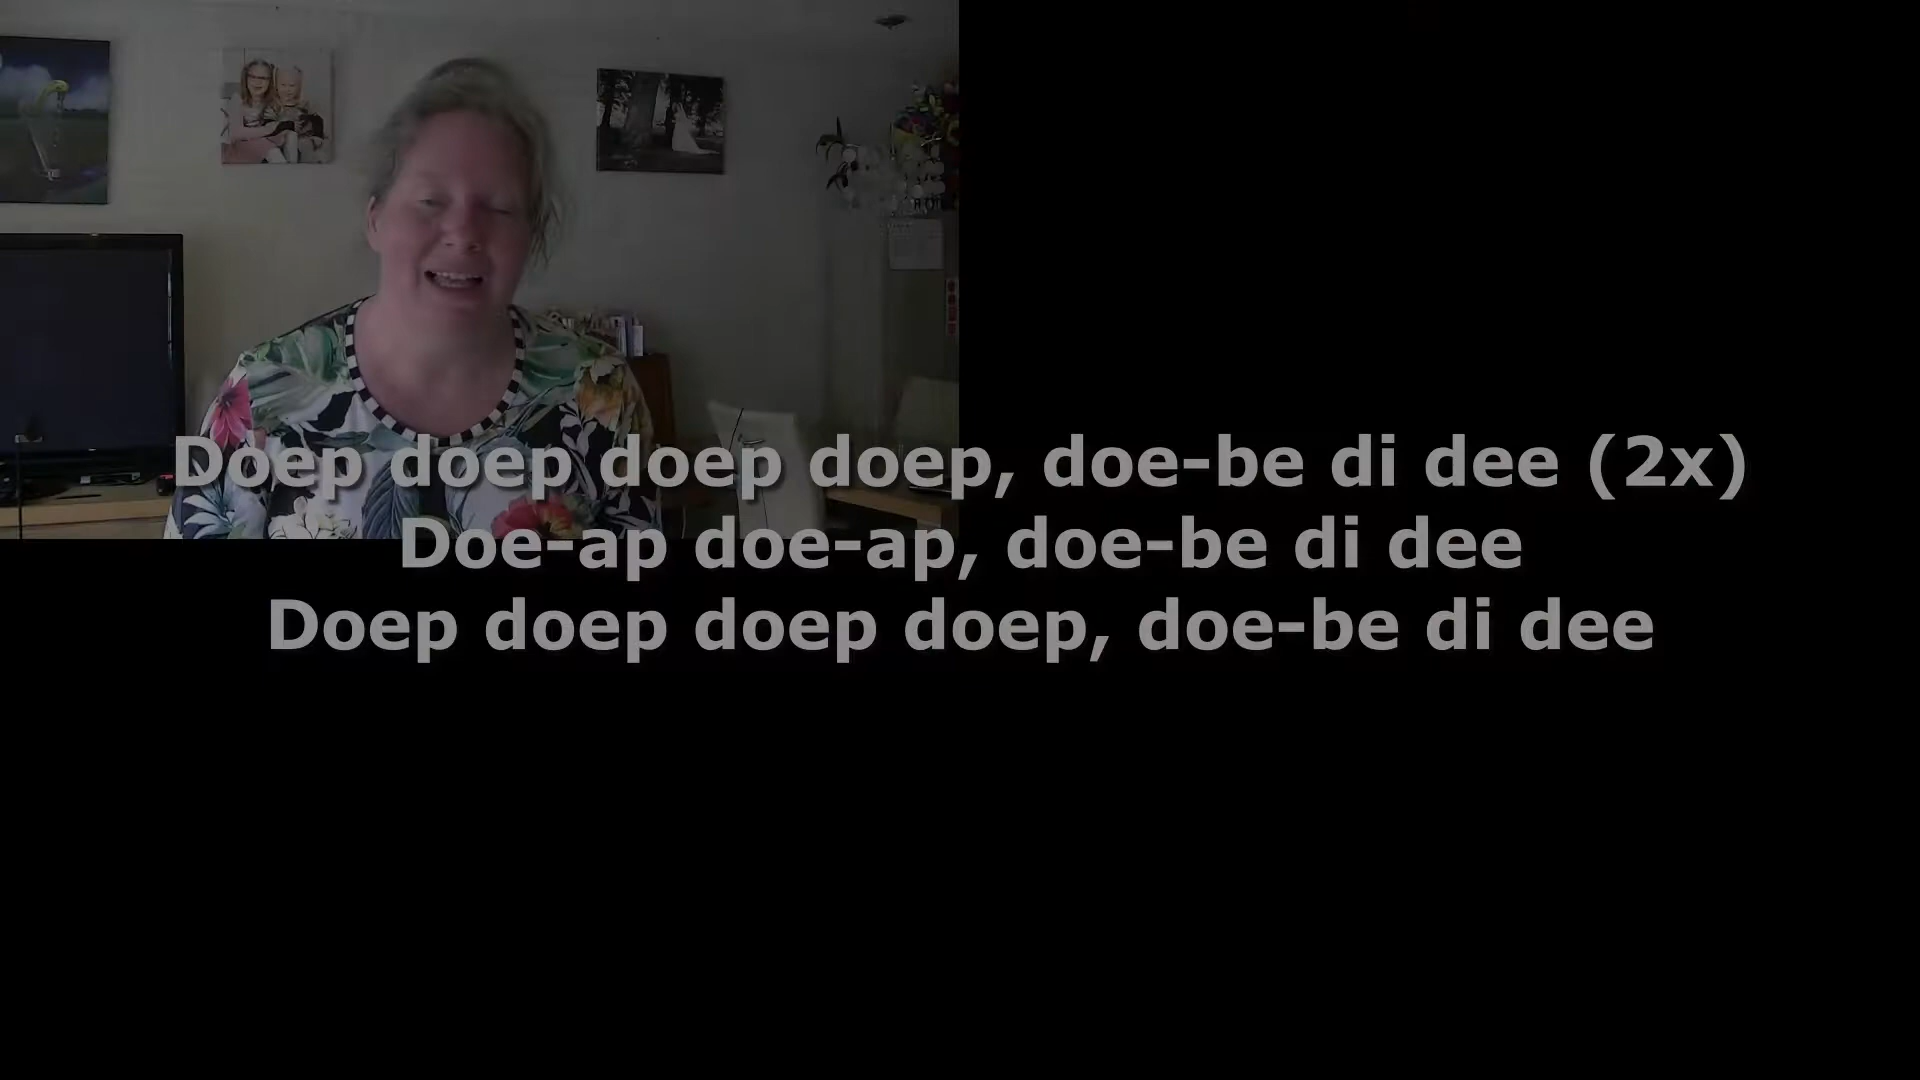 Doep doep doep doep, doe-be di dee (2x)
Doe-ap doe-ap, doe-be di dee
Doep doep doep doep, doe-be di dee